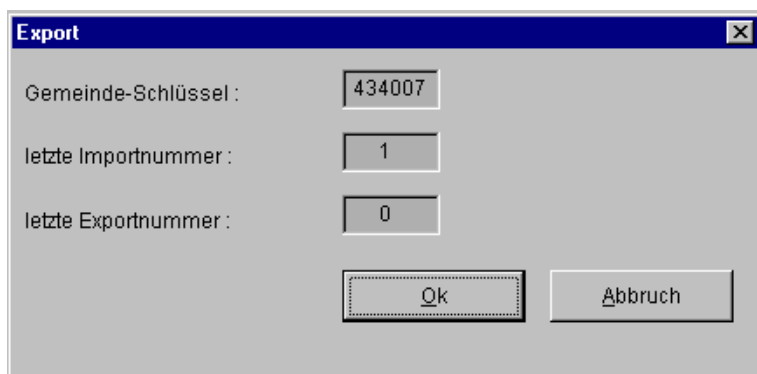 Export
Gemeinde-Schlüssel : 434007
letzte Importnummer : 1
letzte Exportnummer : 0
Ok Abbruch